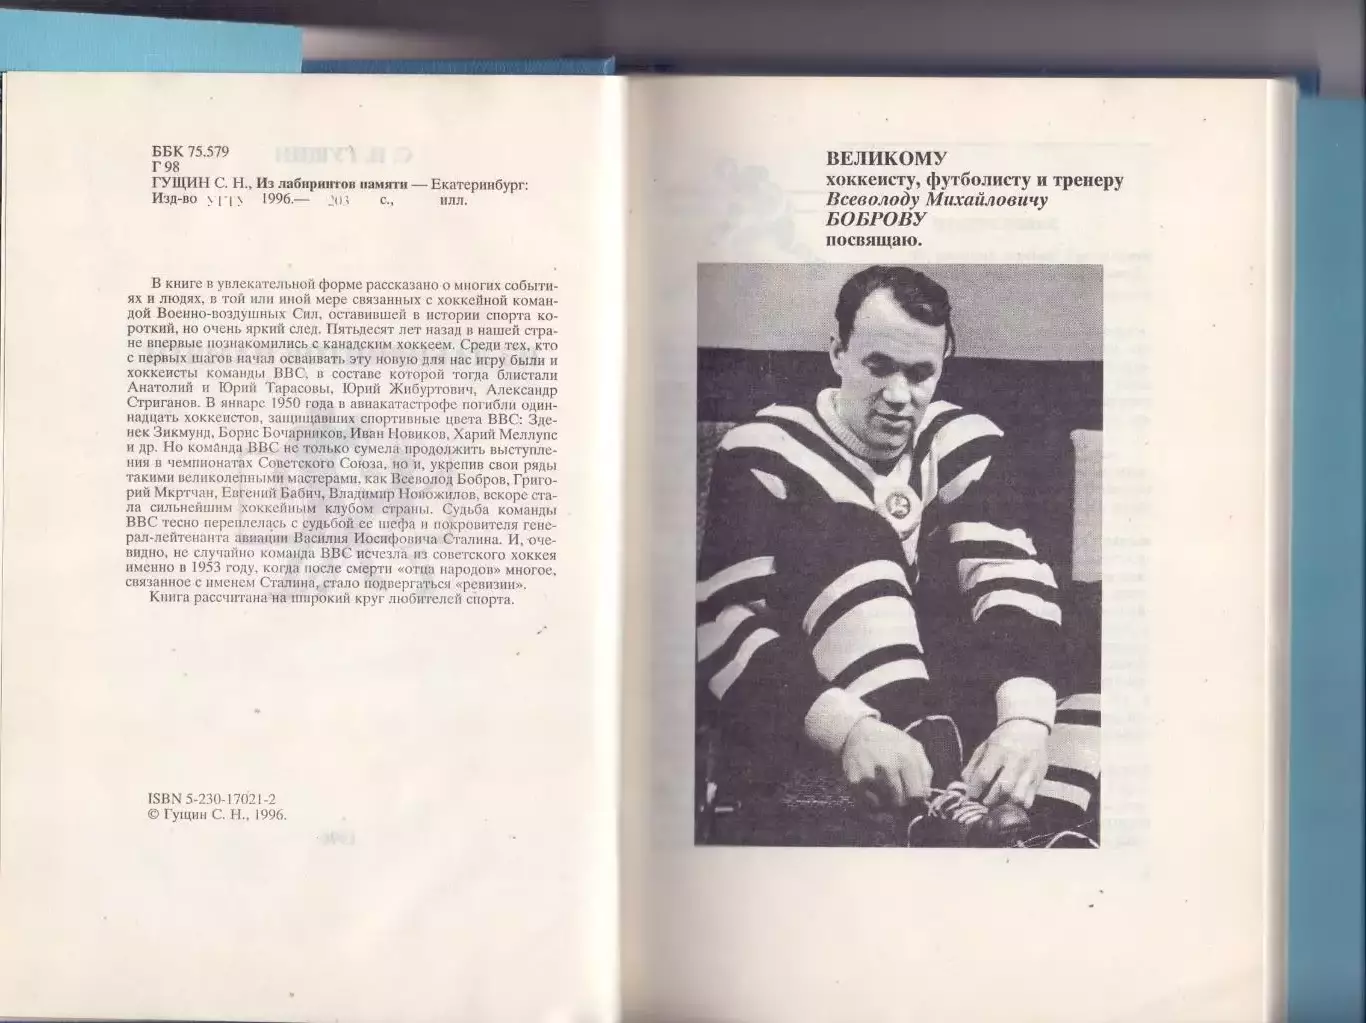 ББК 75.579
Г 98
ГУЩИН С. Н., Из лабиринтов памяти — Екатеринбург:
Изд-во 1996.— 203 с., илл.
В книге в увлекательной форме рассказано о многих событи-
ях и людях, в той или иной мере связанных с хоккейной коман-
дой Военно-воздушных Сил, оставившей в истории спорта ко-
роткий, но очень яркий след. Пятьдесят лет назад в нашей стра-
не впервые познакомились с канадским хоккеем. Среди тех, кто
с первых шагов начал осваивать эту новую для нас игру были и
хоккеисты команды ВВС, в составе которой тогда блистали
Анатолий и Юрий Тарасовы, Юрий Жибуртович, Александр
Стриганов. В январе 1950 года в авиакатастрофе погибли один-
надцать хоккеистов, защищавших спортивные цвета ВВС: Зде-
нек Зикмунд, Борис Бочарников, Иван Новиков, Харий Меллупс
и др. Но команда ВВС не только сумела продолжить выступле-
ния в чемпионатах Советского Союза, но и, укрепив свои ряды
такими великолепными мастерами, как Всеволод Бобров, Григо-
рий Мкртчан, Евгений Бабич, Владимир Новожилов, вскоре ста-
ла сильнейшим хоккейным клубом страны. Судьба команды
ВВС тесно переплелась с судьбой ее шефа и покровителя гене-
рал-лейтенанта авиации Василия Иосифовича Сталина. И, оче-
видно, не случайно команда ВВС исчезла из советского хоккея
именно в 1953 году, когда после смерти «отца народов» многое,
связанное с именем Сталина, стало подвергаться «ревизии».
Книга рассчитана на широкий круг любителей спорта.
ISBN 5-230-17021-2
© Гущин С. Н., 1996.
ВЕЛИКОМУ
хоккеисту, футболисту и тренеру
Всеволоду Михайловичу
БОБРОВУ
посвящаю.